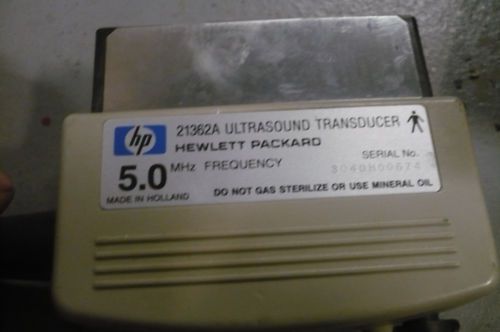 hp
21362A ULTRASOUND TRANSDUCER
HEWLETT PACKARD
5.0 MHz FREQUENCY
SERIAL No.
MADE IN HOLLAND
DO NOT GAS STERILIZE OR USE MINERAL OIL